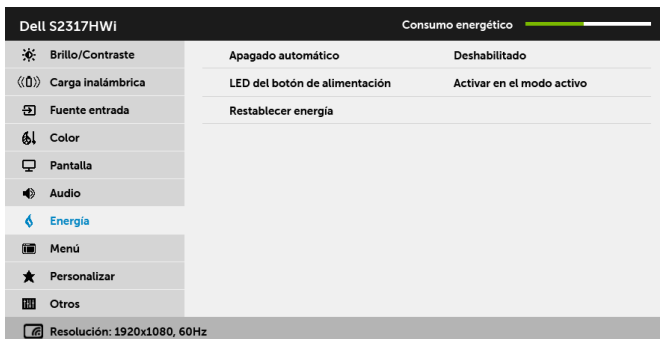 Dell S2317HWi Consumo energético
Brillo/Contraste Apagado automático Deshabilitado
Carga inalámbrica LED del botón de alimentación Activar en el modo activo
Fuente entrada Restablecer energía
Color
Pantalla
Audio
Energía
Menú
Personalizar
Otros
Resolución: 1920x1080, 60Hz